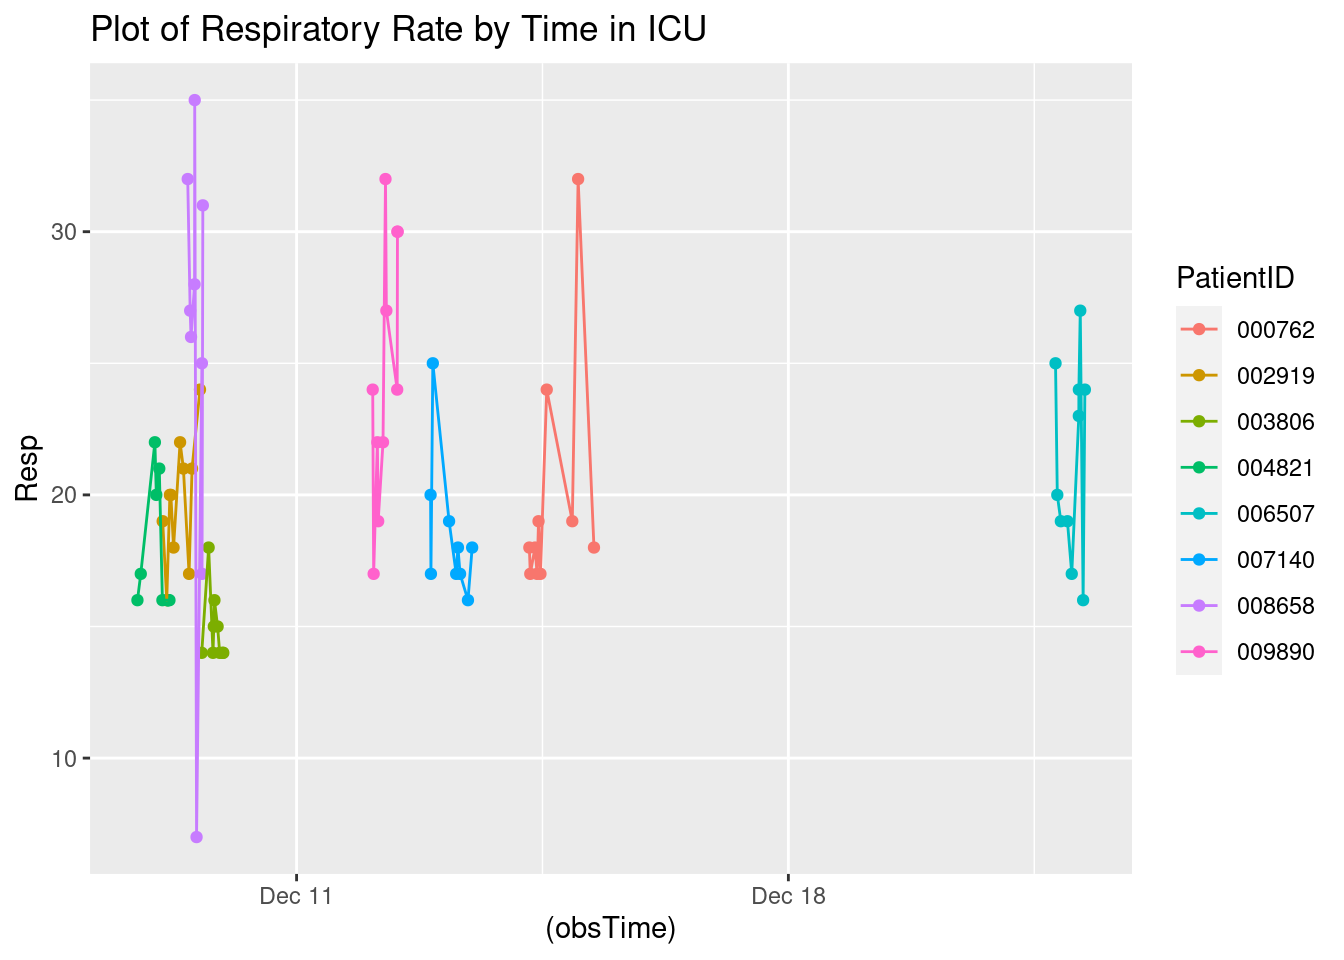 Plot of Respiratory Rate by Time in ICU
Resp
30
20
10
Dec 11
Dec 18
(obsTime)
PatientID
000762
002919
003806
004821
006507
007140
008658
009890